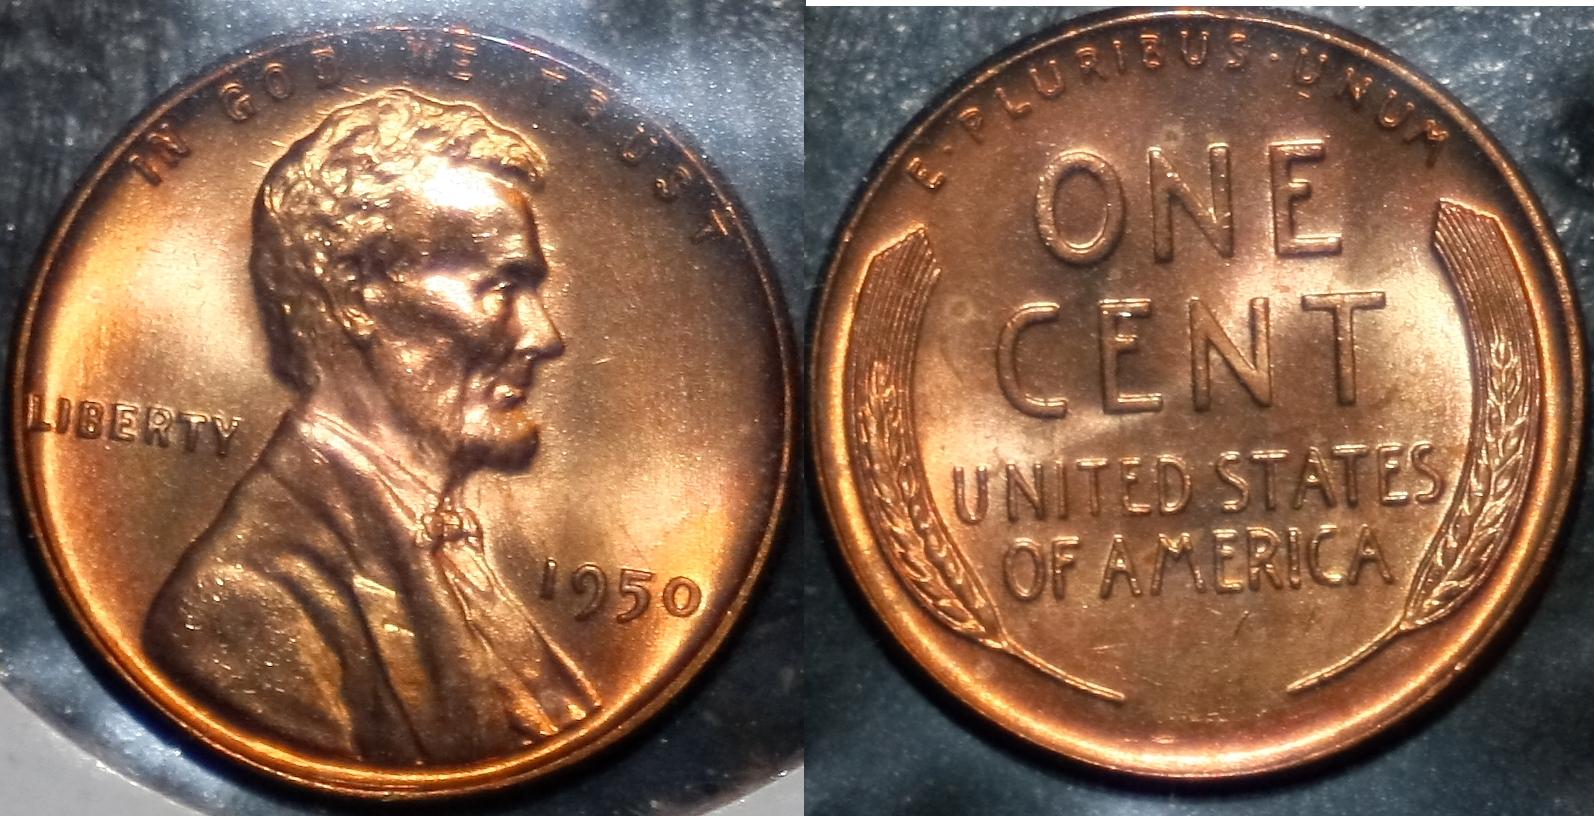 IN GOD WE TRUST
LIBERTY
1950
E·PLURIBUS·UNUM
ONE
CENT
UNITED STATES
OF AMERICA